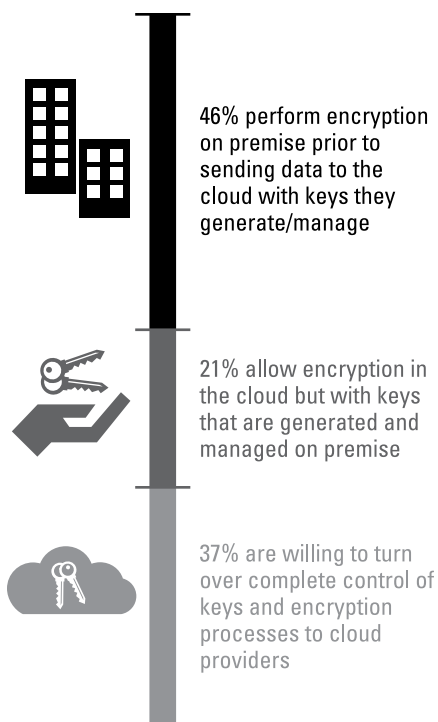 46% perform encryption
on premise prior to
sending data to the
cloud with keys they
generate/manage
21% allow encryption in
the cloud but with keys
that are generated and
managed on premise
37% are willing to turn
over complete control of
keys and encryption
processes to cloud
providers